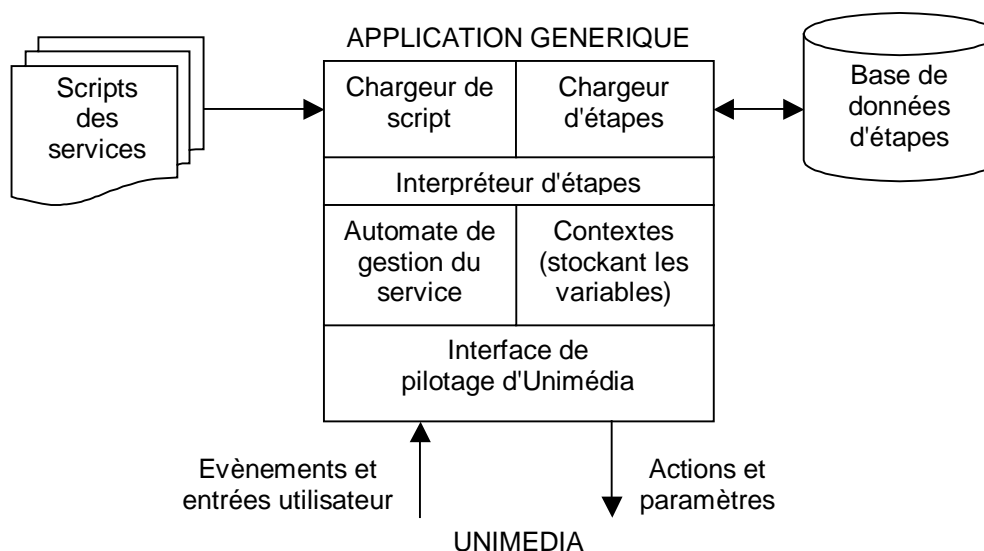 APPLICATION GENERIQUE
Scripts
des
services
Chargeur de
script
Chargeur
d'étapes
Base de
données
d'étapes
Interpréteur d'étapes
Automate de
gestion du
service
Contextes
(stockant les
variables)
Interface de
pilotage d'Unimédia
Evènements et
entrées utilisateur
Actions et
paramètres
UNIMEDIA